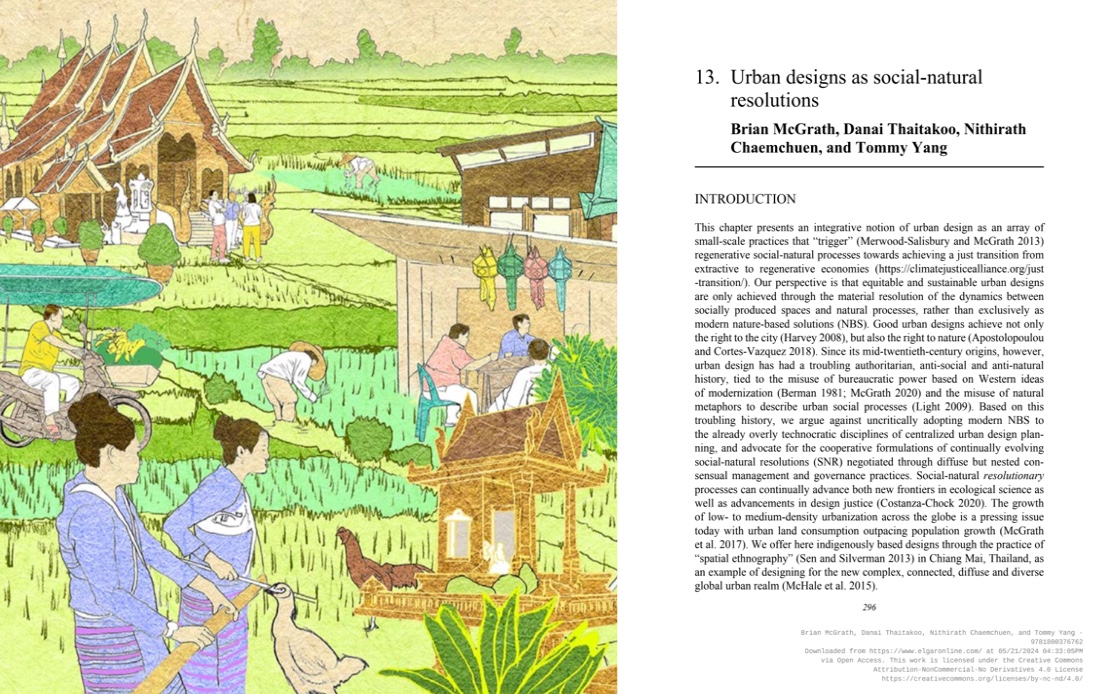 13. Urban designs as social-natural
resolutions
Brian McGrath, Danai Thaitakoo, Nithirath
Chaemchuen, and Tommy Yang
INTRODUCTION
This chapter presents an integrative notion of urban design as an array of
small-scale practices that “trigger” (Merwood-Salisbury and McGrath 2013)
regenerative social-natural processes towards achieving a just transition from
extractive to regenerative economies (https://climatejusticealliance.org/just
-transition/). Our perspective is that equitable and sustainable urban designs
are only achieved through the material resolution of the dynamics between
socially produced spaces and natural processes, rather than exclusively as
modern nature-based solutions (NBS). Good urban designs achieve not only
the right to the city (Harvey 2008), but also the right to nature (Apostolopoulou
and Cortes-Vazquez 2018). Since its mid-twentieth-century origins, however,
urban design has had a troubling authoritarian, anti-social and anti-natural
history, tied to the misuse of bureaucratic power based on Western ideas
of modernization (Berman 1981; McGrath 2020) and the misuse of natural
metaphors to describe urban social processes (Light 2009). Based on this
troubling history, we argue against uncritically adopting modern NBS to
the already overly technocratic disciplines of centralized urban design plan-
ning, and advocate for the cooperative formulations of continually evolving
social-natural resolutions (SNR) negotiated through diffuse but nested con-
sensual management and governance practices. Social-natural resolutionary
processes can continually advance both new frontiers in ecological science as
well as advancements in design justice (Costanza-Chock 2020). The growth
of low- to medium-density urbanization across the globe is a pressing issue
today with urban land consumption outpacing population growth (McGrath
et al. 2017). We offer here indigenously based designs through the practice of
“spatial ethnography” (Sen and Silverman 2013) in Chiang Mai, Thailand, as
an example of designing for the new complex, connected, diffuse and diverse
global urban realm (McHale et al. 2015).
296
Brian McGrath, Danai Thaitakoo, Nithirath Chaemchuen, and Tommy Yang -
9781800376762
Downloaded from https://www.elgaronline.com/ at 05/21/2024 04:33:05PM
via Open Access. This work is licensed under the Creative Commons
Attribution-NonCommercial-No Derivatives 4.0 License
https://creativecommons.org/licenses/by-nc-nd/4.0/